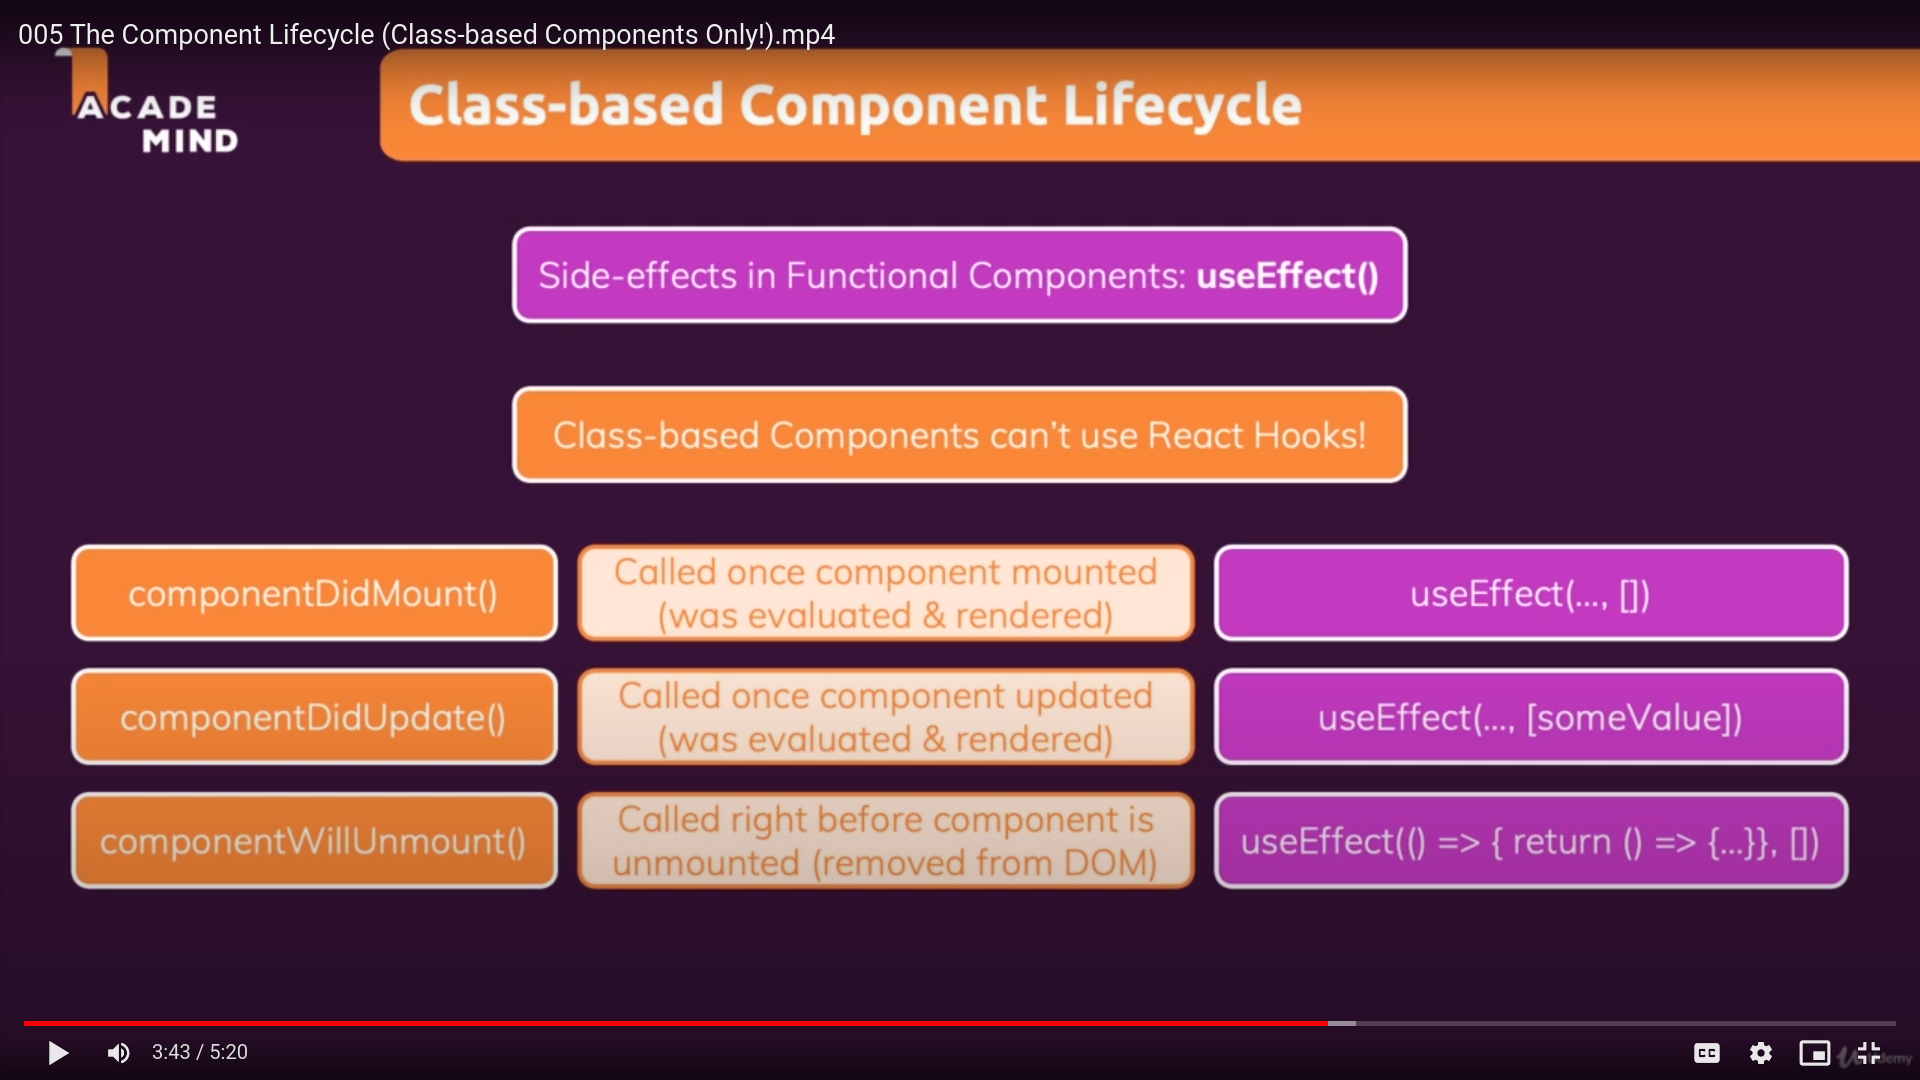 005 The Component Lifecycle (Class-based Components Only!).mp4
ACADE
MIND
Class-based Component Lifecycle
Side-effects in Functional Components: useEffect()
Class-based Components can’t use React Hooks!
componentDidMount()
Called once component mounted
(was evaluated & rendered)
useEffect(..., [])
componentDidUpdate()
Called once component updated
(was evaluated & rendered)
useEffect(..., [someValue])
componentWillUnmount()
Called right before component is
unmounted (removed from DOM)
useEffect(() => { return () => {...}}, [])
3:43 / 5:20
CC